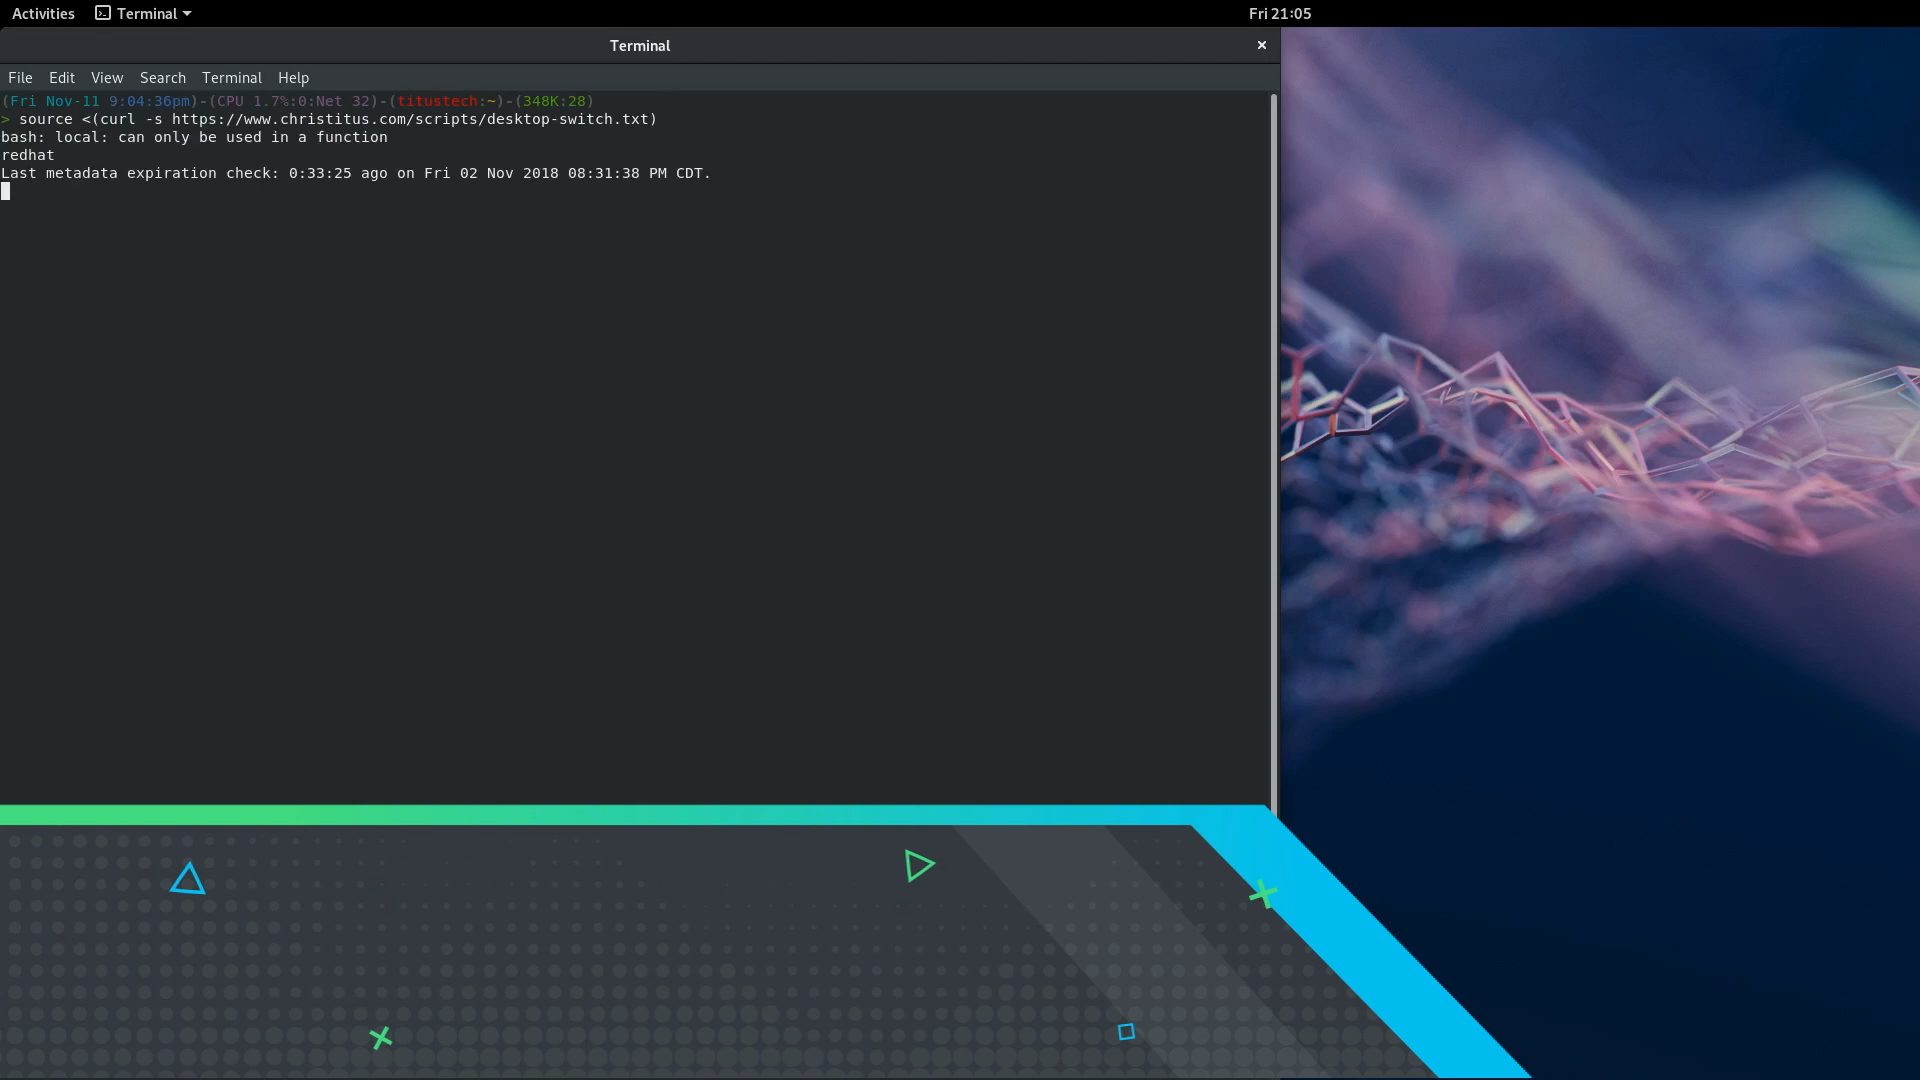 Activities Terminal Fri 21:05
Terminal ×
File Edit View Search Terminal Help
(Fri Nov-11 9:04:36pm)-(CPU 1.7%:0:Net 32)-(titustech:~)-(348K:28)
> source <(curl -s https://www.christitus.com/scripts/desktop-switch.txt)
bash: local: can only be used in a function
redhat
Last metadata expiration check: 0:33:25 ago on Fri 02 Nov 2018 08:31:38 PM CDT.